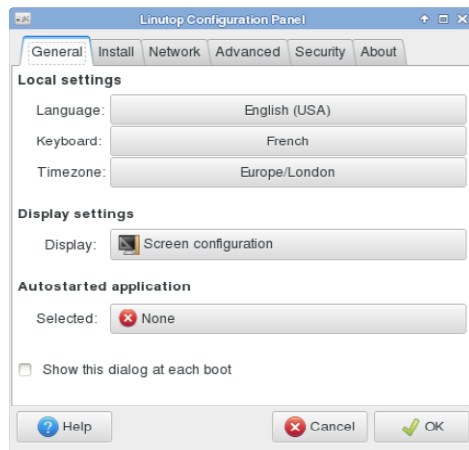 Linutop Configuration Panel
General Install Network Advanced Security About
Local settings
Language: English (USA)
Keyboard: French
Timezone: Europe/London
Display settings
Display: Screen configuration
Autostarted application
Selected: None
Show this dialog at each boot
Help Cancel OK